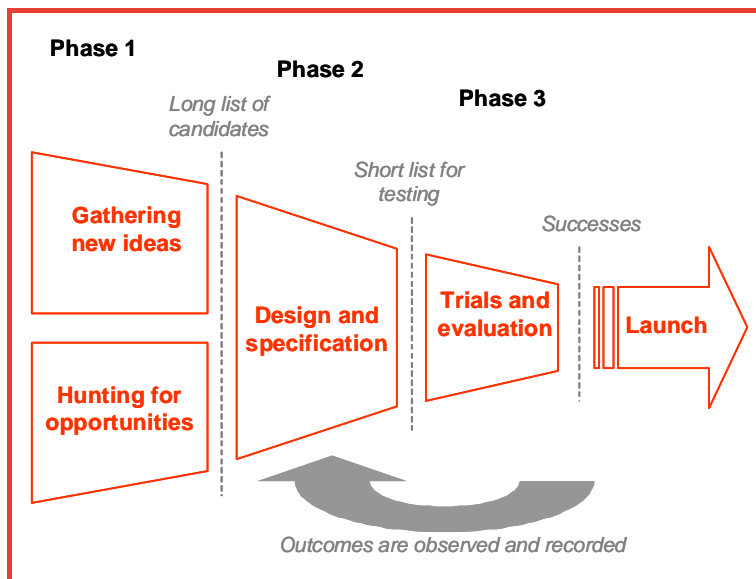 Phase 1
Phase 2
Phase 3
Long list of
candidates
Short list for
testing
Successes
Gathering
new ideas
Hunting for
opportunities
Design and
specification
Trials and
evaluation
Launch
Outcomes are observed and recorded